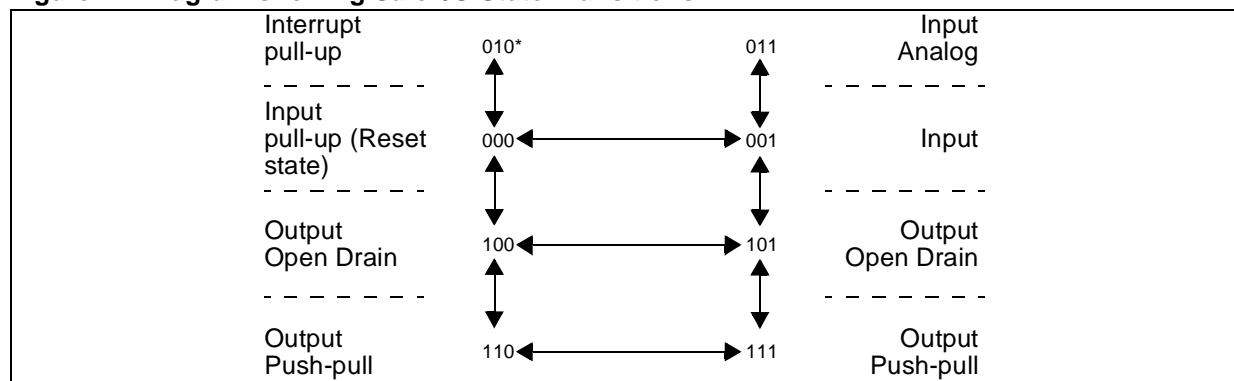 Interrupt
pull-up
010*
011
Input
Analog
Input
pull-up (Reset
state)
000
001
Input
Output
Open Drain
100
101
Output
Open Drain
Output
Push-pull
110
111
Output
Push-pull